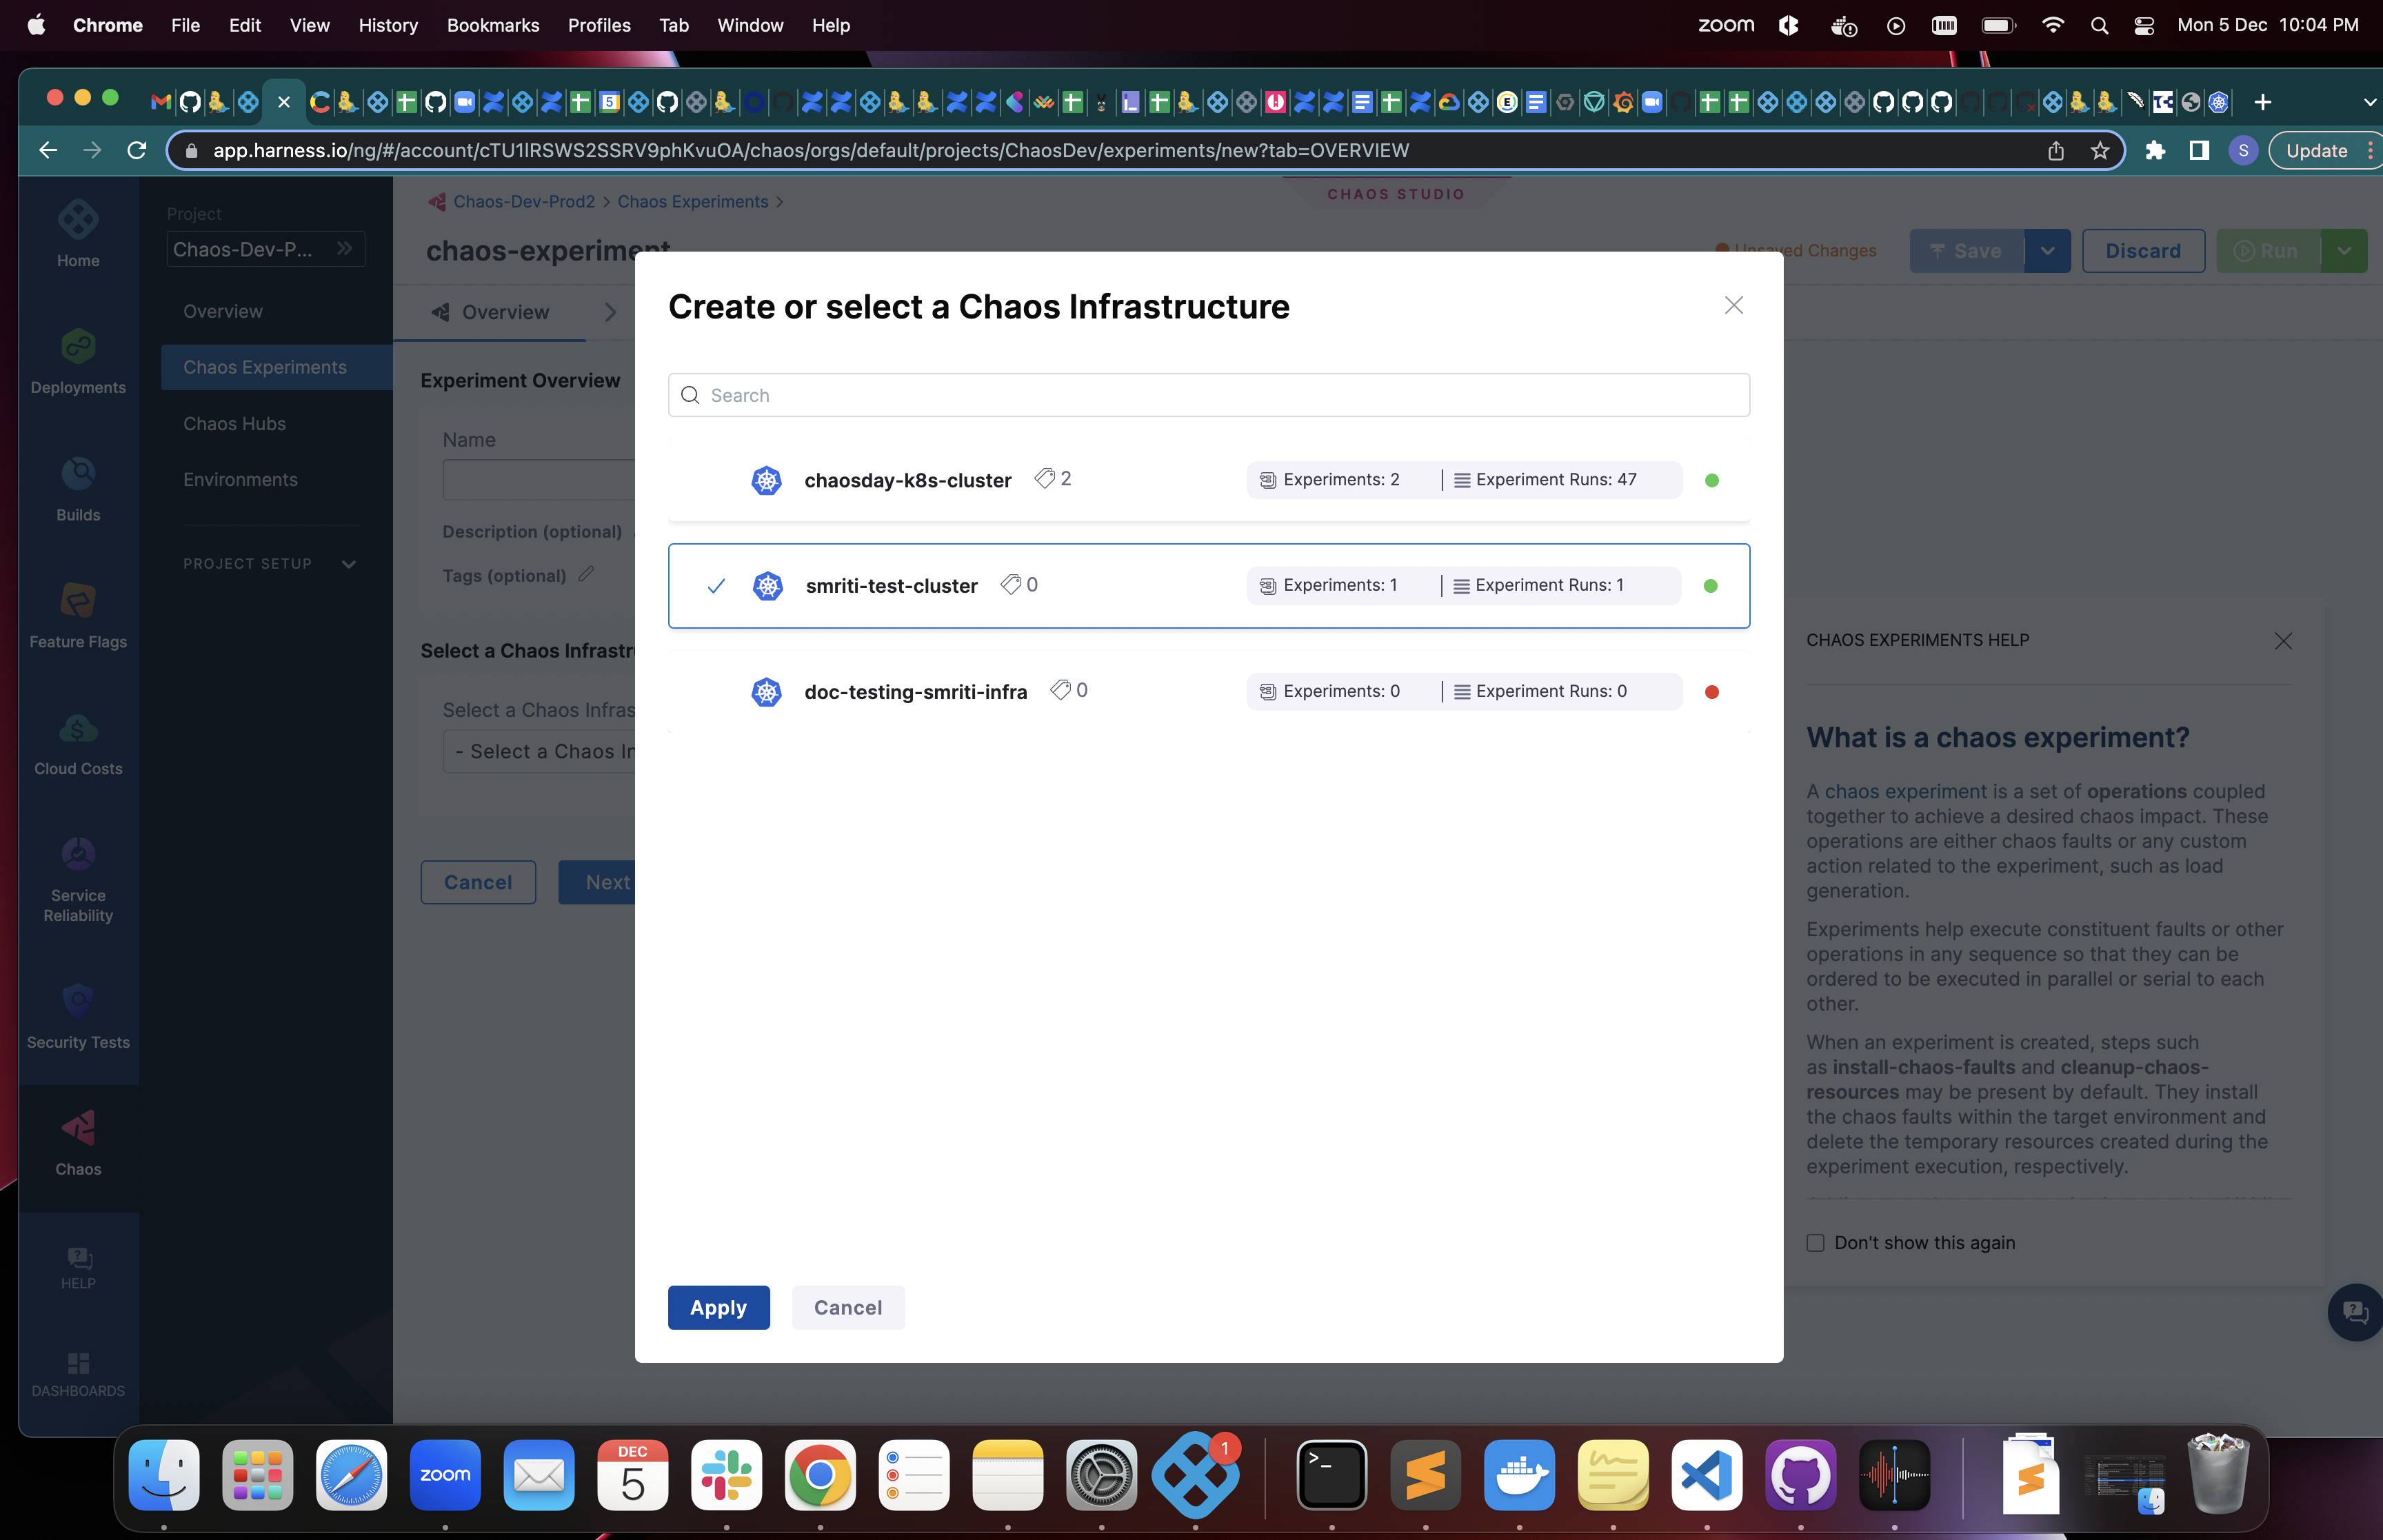 Chrome File Edit View History Bookmarks Profiles Tab Window Help
zoom Mon 5 Dec 10:04 PM
app.harness.io/ng/#/account/cTU1lRSWS2SSRV9phKvuOA/chaos/orgs/default/projects/ChaosDev/experiments/new?tab=OVERVIEW
S
Update
Home
Deployments
Builds
Feature Flags
Cloud Costs
Service
Reliability
Security Tests
Chaos
HELP
DASHBOARDS
Project
Chaos-Dev-P...
Overview
Chaos Experiments
Chaos Hubs
Environments
PROJECT SETUP
Chaos-Dev-Prod2 > Chaos Experiments >
CHAOS STUDIO
chaos-experiment
Unsaved Changes
Save
Discard
Run
Overview
Experiment Overview
Name
Description (optional)
Tags (optional)
Select a Chaos Infrastr
Select a Chaos Infras
- Select a Chaos In
Cancel
Next
Create or select a Chaos Infrastructure
Search
chaosday-k8s-cluster 2 Experiments: 2 Experiment Runs: 47
smriti-test-cluster 0 Experiments: 1 Experiment Runs: 1
doc-testing-smriti-infra 0 Experiments: 0 Experiment Runs: 0
Apply
Cancel
CHAOS EXPERIMENTS HELP
What is a chaos experiment?
A chaos experiment is a set of operations coupled
together to achieve a desired chaos impact. These
operations are either chaos faults or any custom
action related to the experiment, such as load
generation.
Experiments help execute constituent faults or other
operations in any sequence so that they can be
ordered to be executed in parallel or serial to each
other.
When an experiment is created, steps such
as install-chaos-faults and cleanup-chaos-
resources may be present by default. They install
the chaos faults within the target environment and
delete the temporary resources created during the
experiment execution, respectively.
Don't show this again
zoom
DEC
5
1